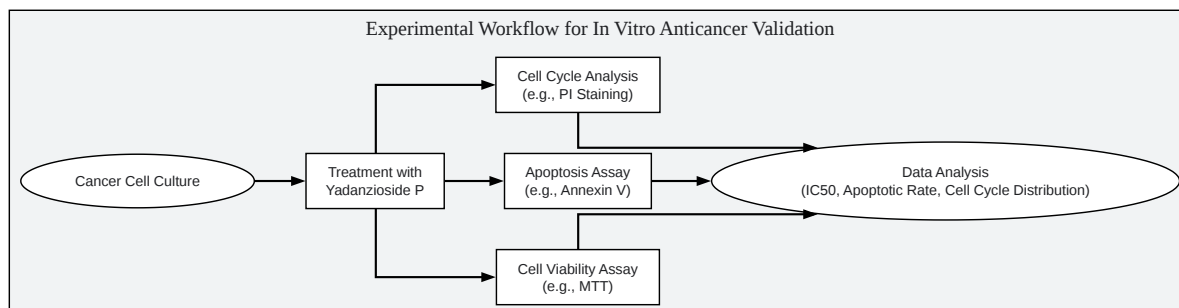 Experimental Workflow for In Vitro Anticancer Validation
Cell Cycle Analysis
(e.g., PI Staining)
Cancer Cell Culture
Treatment with
Yadanzioside P
Apoptosis Assay
(e.g., Annexin V)
Data Analysis
(IC50, Apoptotic Rate, Cell Cycle Distribution)
Cell Viability Assay
(e.g., MTT)